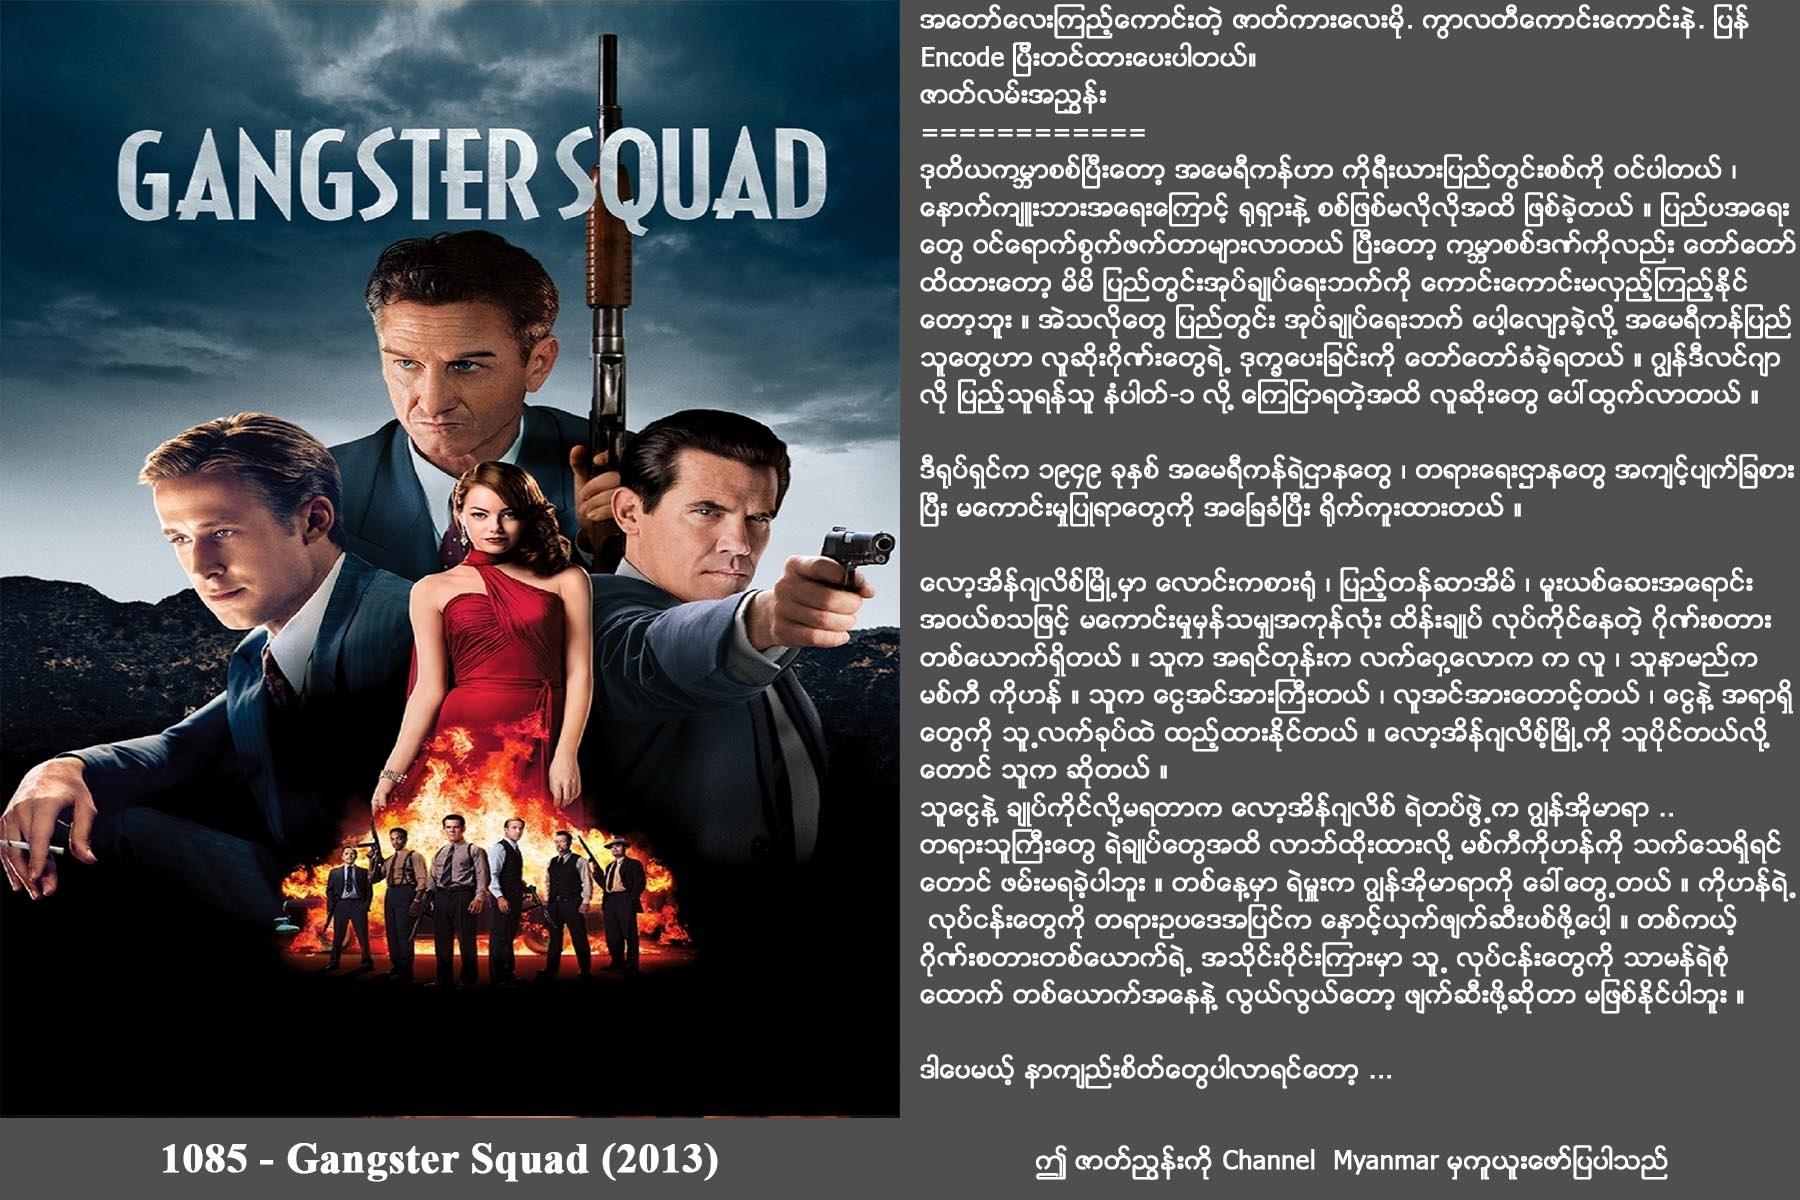 GANGSTER SQUAD
အတော်လေးကြည့်ကောင်းတဲ့ ဇာတ်ကားလေးမို့ ကွာလတီကောင်းကောင်းနဲ့ ပြန်
Encode ပြီးတင်ထားပေးပါတယ်။
ဇာတ်လမ်းအညွှန်း
============
ဒုတိယကမ္ဘာစစ်ပြီးတော့ အမေရီကန်ဟာ ကိုရီးယားပြည်တွင်းစစ်ကို ဝင်ပါတယ် ၊
နောက်ကျူးဘားအရေးကြောင့် ရုရှားနဲ့ စစ်ဖြစ်မလိုလိုအထိ ဖြစ်ခဲ့တယ် ။ ပြည်ပအရေး
တွေ ဝင်ရောက်စွက်ဖက်တာများလာတယ် ပြီးတော့ ကမ္ဘာစစ်ဒဏ်ကိုလည်း တော်တော်
ထိထားတော့ မိမိ ပြည်တွင်းအုပ်ချုပ်ရေးဘက်ကို ကောင်းကောင်းမလှည့်ကြည့်နိုင်
တော့ဘူး ။ အဲသလိုတွေ ပြည်တွင်း အုပ်ချုပ်ရေးဘက် ပေါ့လျော့ခဲ့လို့ အမေရီကန်ပြည်
သူတွေဟာ လူဆိုးဂိုဏ်းတွေရဲ့ ဒုက္ခပေးခြင်းကို တော်တော်ခံခဲ့ရတယ် ။ ဂျွန်ဒီလင်ဂျာ
လို ပြည့်သူရန်သူ နံပါတ်-၁ လို့ ကြေငြာရတဲ့အထိ လူဆိုးတွေ ပေါ်ထွက်လာတယ် ။
ဒီရုပ်ရှင်က ၁၉၄၉ ခုနှစ် အမေရီကန်ရဲဌာနတွေ ၊ တရားရေးဌာနတွေ အကျင့်ပျက်ခြစား
ပြီး မကောင်းမှုပြုရာတွေကို အခြေခံပြီး ရိုက်ကူးထားတယ် ။
လော့အိန်ဂျလိစ်မြို့မှာ လောင်းကစားရုံ ၊ ပြည့်တန်ဆာအိမ် ၊ မူးယစ်ဆေးအရောင်း
အဝယ်စသဖြင့် မကောင်းမှုမှန်သမျှအကုန်လုံး ထိန်းချုပ် လုပ်ကိုင်နေတဲ့ ဂိုဏ်းစတား
တစ်ယောက်ရှိတယ် ။ သူက အရင်တုန်းက လက်ဝှေ့လောက က လူ ၊ သူနာမည်က
မစ်ကီ ကိုဟန် ။ သူက ငွေအင်အားကြီးတယ် ၊ လူအင်အားတောင့်တယ် ၊ ငွေနဲ့ အရာရှိ
တွေကို သူ့လက်ခုပ်ထဲ ထည့်ထားနိုင်တယ် ။ လော့အိန်ဂျလိစ့်မြို့ကို သူပိုင်တယ်လို့
တောင် သူက ဆိုတယ် ။
သူငွေနဲ့ ချုပ်ကိုင်လို့မရတာက လော့အိန်ဂျလိစ် ရဲတပ်ဖွဲ့က ဂျွန်အိုမာရာ ..
တရားသူကြီးတွေ ရဲချုပ်တွေအထိ လာဘ်ထိုးထားလို့ မစ်ကီကိုဟန်ကို သက်သေရှိရင်
တောင် ဖမ်းမရခဲ့ပါဘူး ။ တစ်နေ့မှာ ရဲမှူးက ဂျွန်အိုမာရာကို ခေါ်တွေ့တယ် ။ ကိုဟန်ရဲ့
လုပ်ငန်းတွေကို တရားဥပဒေအပြင်က နှောင့်ယှက်ဖျက်ဆီးပစ်ဖို့ပေါ့ ။ တစ်ကယ့်
ဂိုဏ်းစတားတစ်ယောက်ရဲ့ အသိုင်းဝိုင်းကြားမှာ သူ့ လုပ်ငန်းတွေကို သာမန်ရဲစုံ
ထောက် တစ်ယောက်အနေနဲ့ လွယ်လွယ်တော့ ဖျက်ဆီးဖို့ဆိုတာ မဖြစ်နိုင်ပါဘူး ။
ဒါပေမယ့် နာကျည်းစိတ်တွေပါလာရင်တော့ ...
1085 - Gangster Squad (2013)
ဤ ဇာတ်ညွှန်းကို Channel Myanmar မှကူယူးဖော်ပြပါသည်